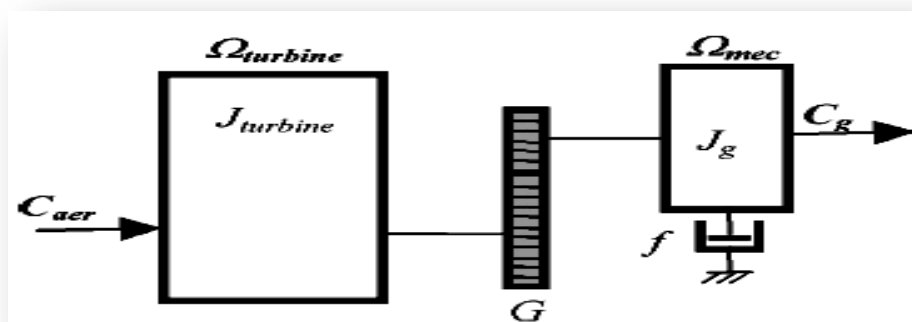 Ωturbine
Ωmec
Jturbine
Cg
Jg
Caer
f
G